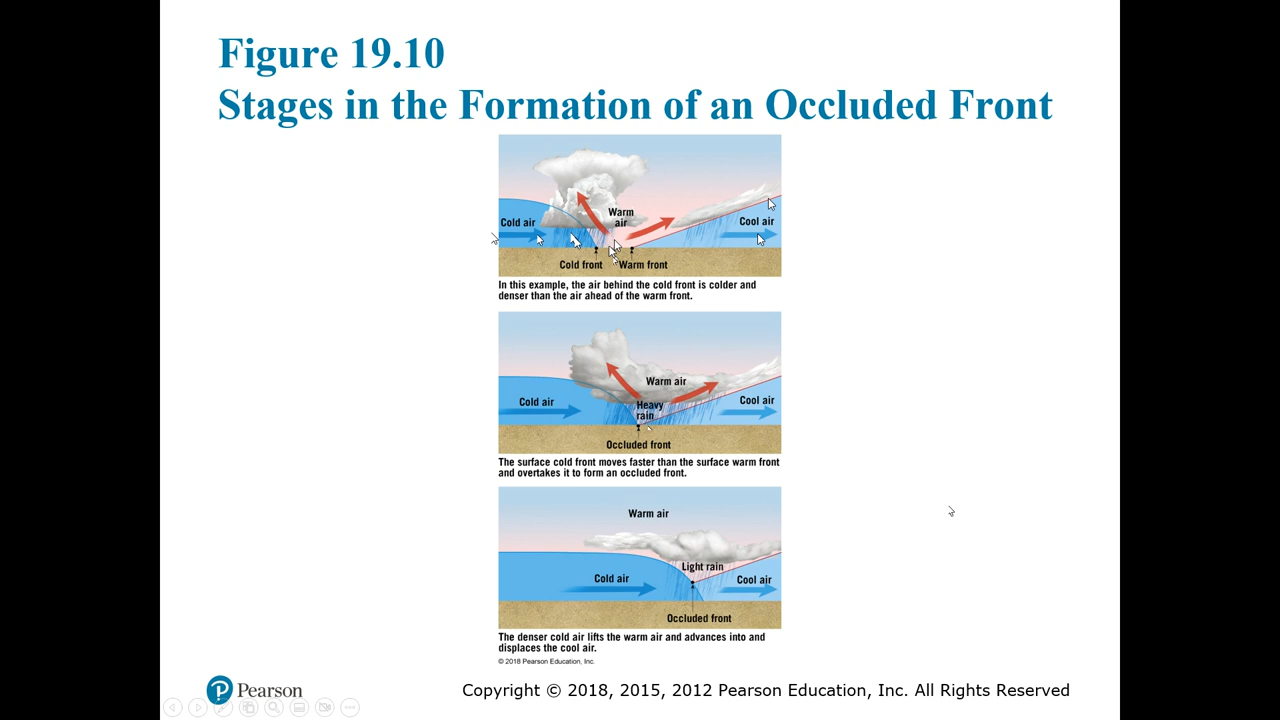 Figure 19.10
Stages in the Formation of an Occluded Front
Cold air
Warm
air
Cool air
Cold front
Warm front
In this example, the air behind the cold front is colder and
denser than the air ahead of the warm front.
Warm air
Cold air
Heavy
rain
Cool air
Occluded front
The surface cold front moves faster than the surface warm front
and overtakes it to form an occluded front.
Warm air
Light rain
Cold air
Cool air
Occluded front
The denser cold air lifts the warm air and advances into and
displaces the cool air.
© 2018 Pearson Education, Inc.
Pearson
Copyright © 2018, 2015, 2012 Pearson Education, Inc. All Rights Reserved